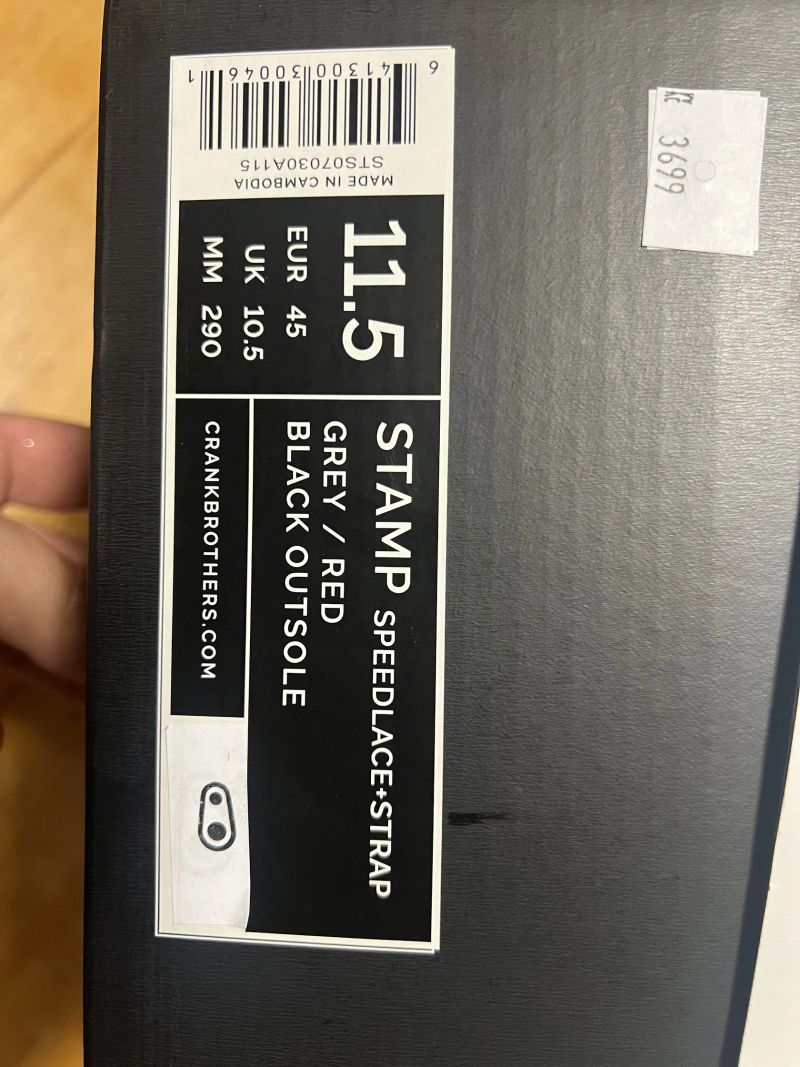 6 41300 30046 1
STS07030A115
MADE IN CAMBODIA
11.5
EUR 45
UK 10.5
MM 290
STAMP SPEEDLACE+STRAP
GREY / RED
BLACK OUTSOLE
CRANKBROTHERS.COM
3699